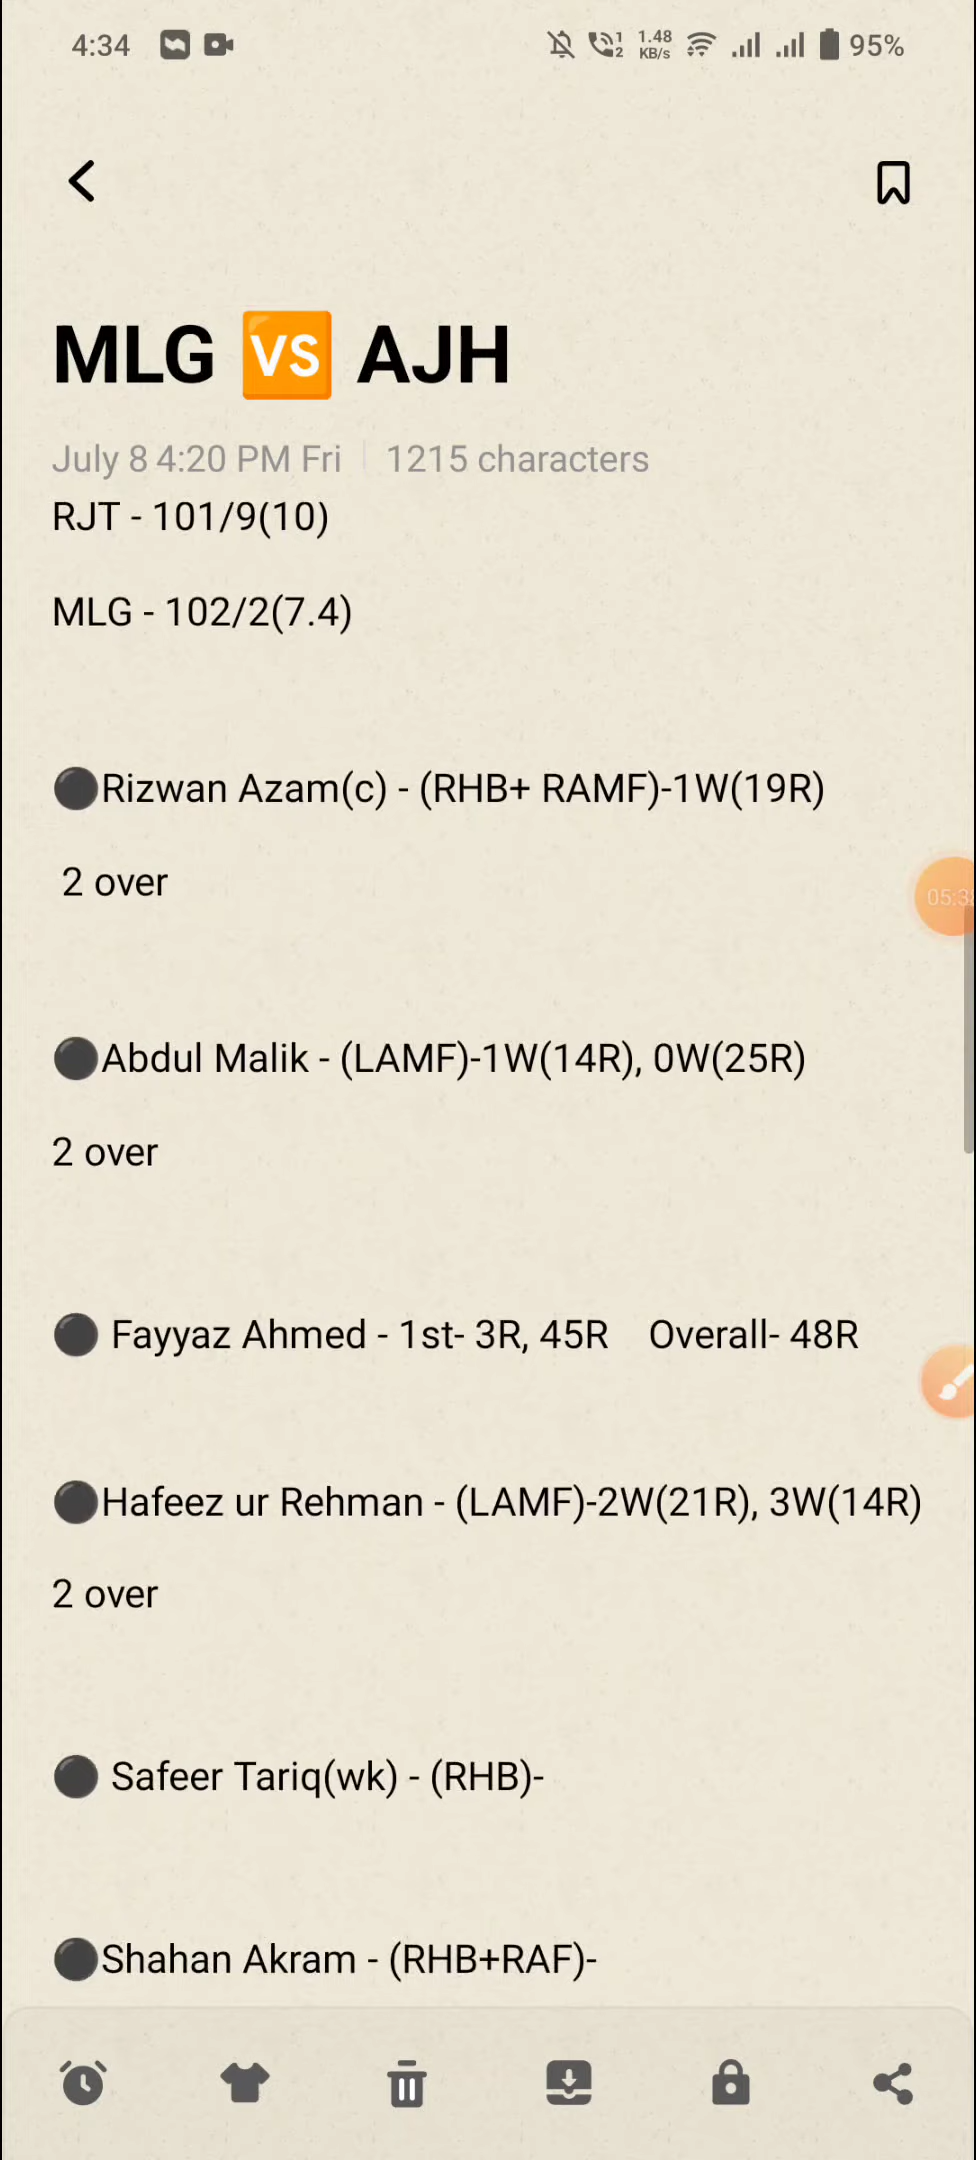 4:34
1.48 KB/s 95%
MLG VS AJH
July 8 4:20 PM Fri | 1215 characters
RJT - 101/9(10)
MLG - 102/2(7.4)
⚫Rizwan Azam(c) - (RHB+ RAMF)-1W(19R)
2 over
05:3
⚫Abdul Malik - (LAMF)-1W(14R), 0W(25R)
2 over
⚫ Fayyaz Ahmed - 1st- 3R, 45R Overall- 48R
⚫Hafeez ur Rehman - (LAMF)-2W(21R), 3W(14R)
2 over
⚫ Safeer Tariq(wk) - (RHB)-
⚫Shahan Akram - (RHB+RAF)-